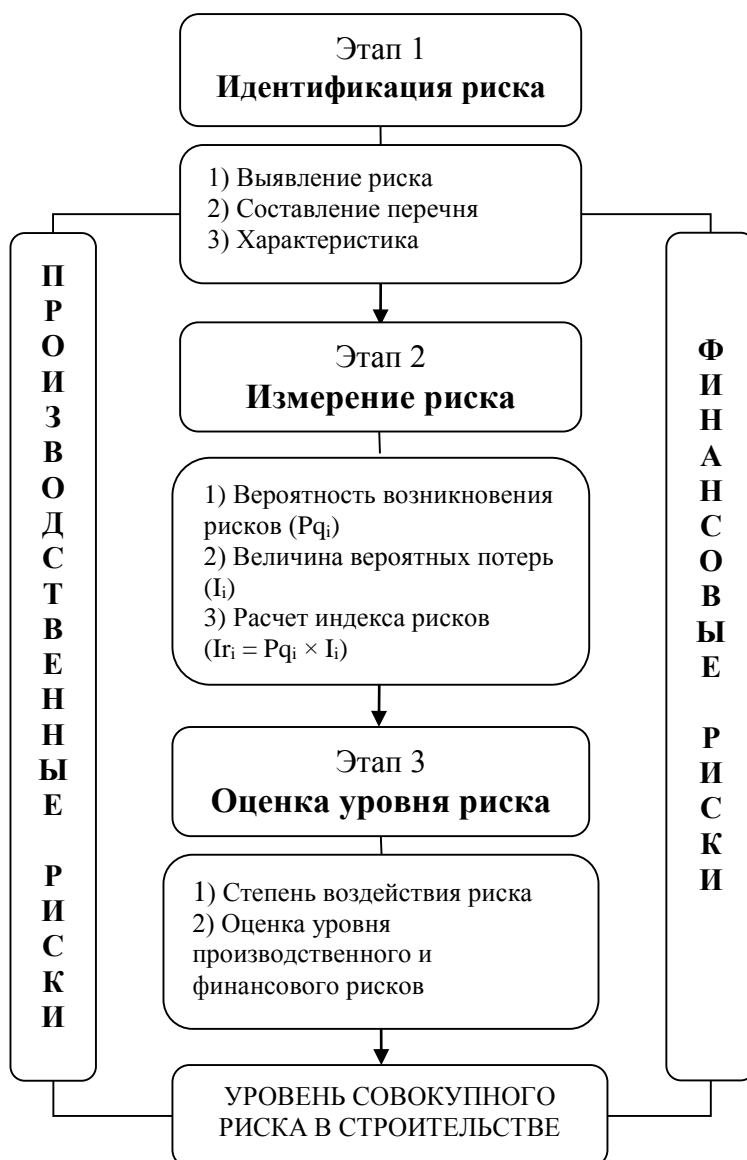 Этап 1
Идентификация риска
1) Выявление риска
2) Составление перечня
3) Характеристика
ПРОИЗВОДСТВЕННЫЕ РИСКИ
ФИНАНСОВЫЕ РИСКИ
Этап 2
Измерение риска
1) Вероятность возникновения
рисков (Pqᵢ)
2) Величина вероятных потерь
(Iᵢ)
3) Расчет индекса рисков
(Irᵢ = Pqᵢ × Iᵢ)
Этап 3
Оценка уровня риска
1) Степень воздействия риска
2) Оценка уровня
производственного и
финансового рисков
УРОВЕНЬ СОВОКУПНОГО
РИСКА В СТРОИТЕЛЬСТВЕ